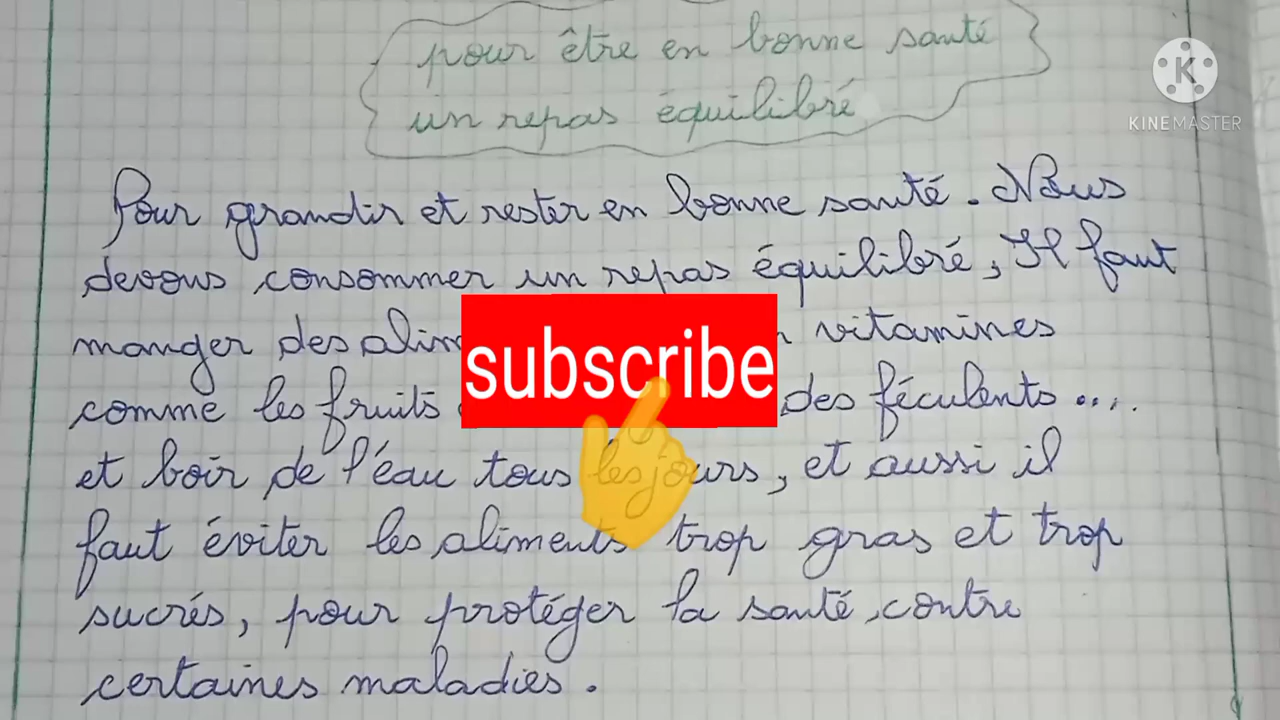 pour être en bonne santé
un repas équilibré
KINEMASTER
Pour grandir et rester en bonne santé. Nous
devons consommer un repas équilibré, Il faut
manger des vitamines
subscribe
comme les fruits des féculents ....
et boir de l'éau tous les jours, et aussi il
faut éviter les aliments trop gras et trop
sucrés, pour protéger la santé, contre
certaines maladies.